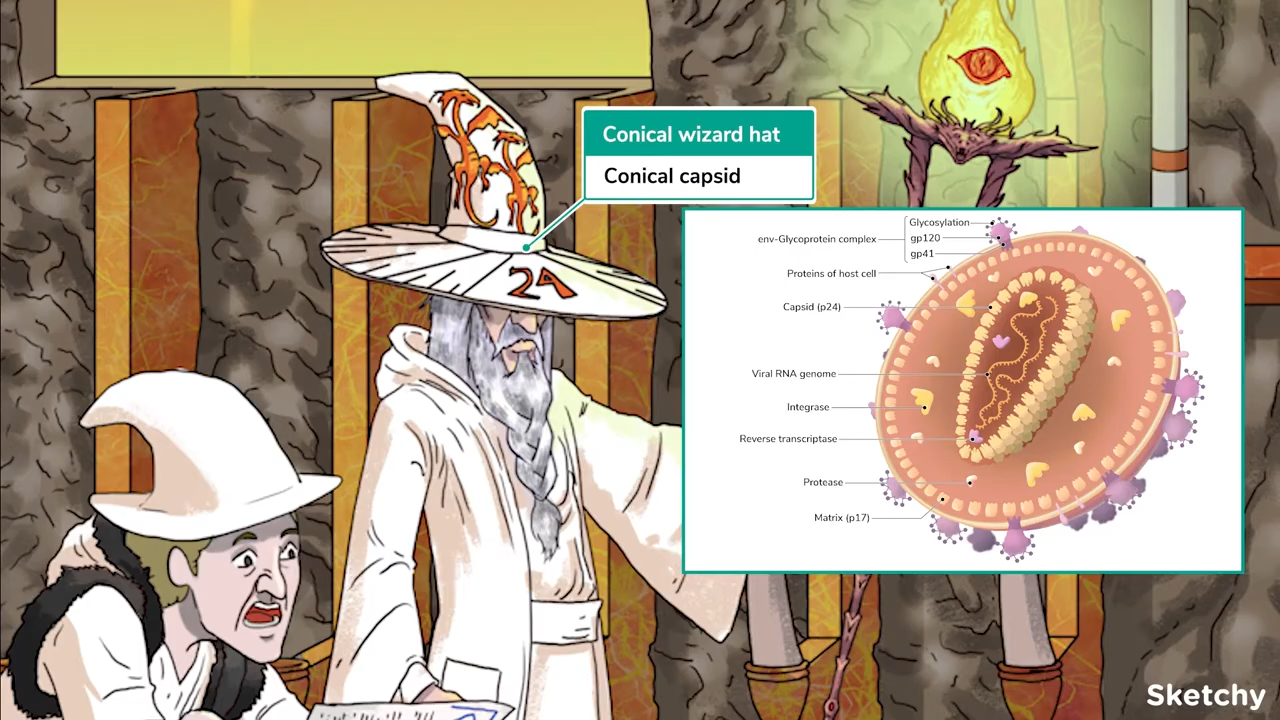 Conical wizard hat
Conical capsid
24
Glycosylation
env-Glycoprotein complex
gp120
gp41
Proteins of host cell
Capsid (p24)
Viral RNA genome
Integrase
Reverse transcriptase
Protease
Matrix (p17)
Sketchy